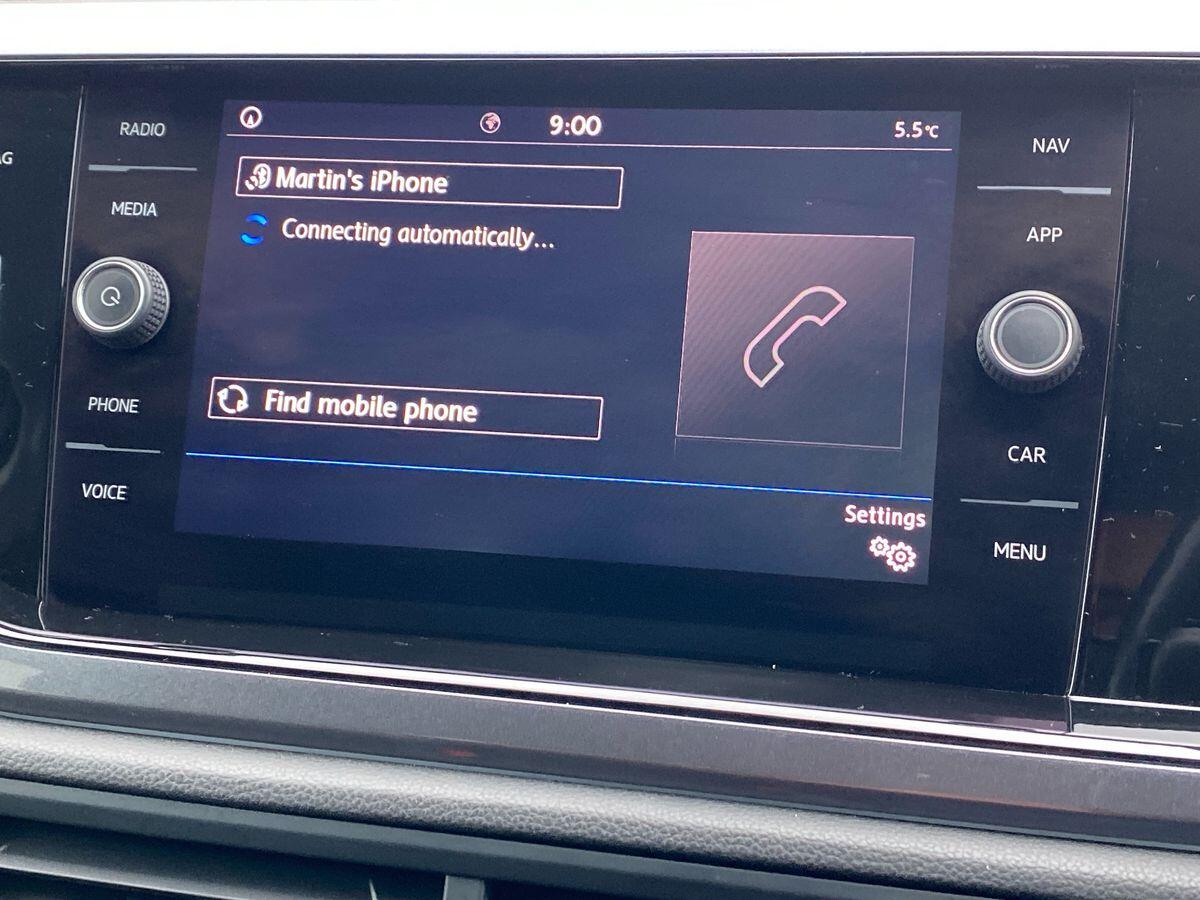 RADIO
MEDIA
PHONE
VOICE
9:00
5.5°C
Martin's iPhone
Connecting automatically...
Find mobile phone
Settings
NAV
APP
CAR
MENU